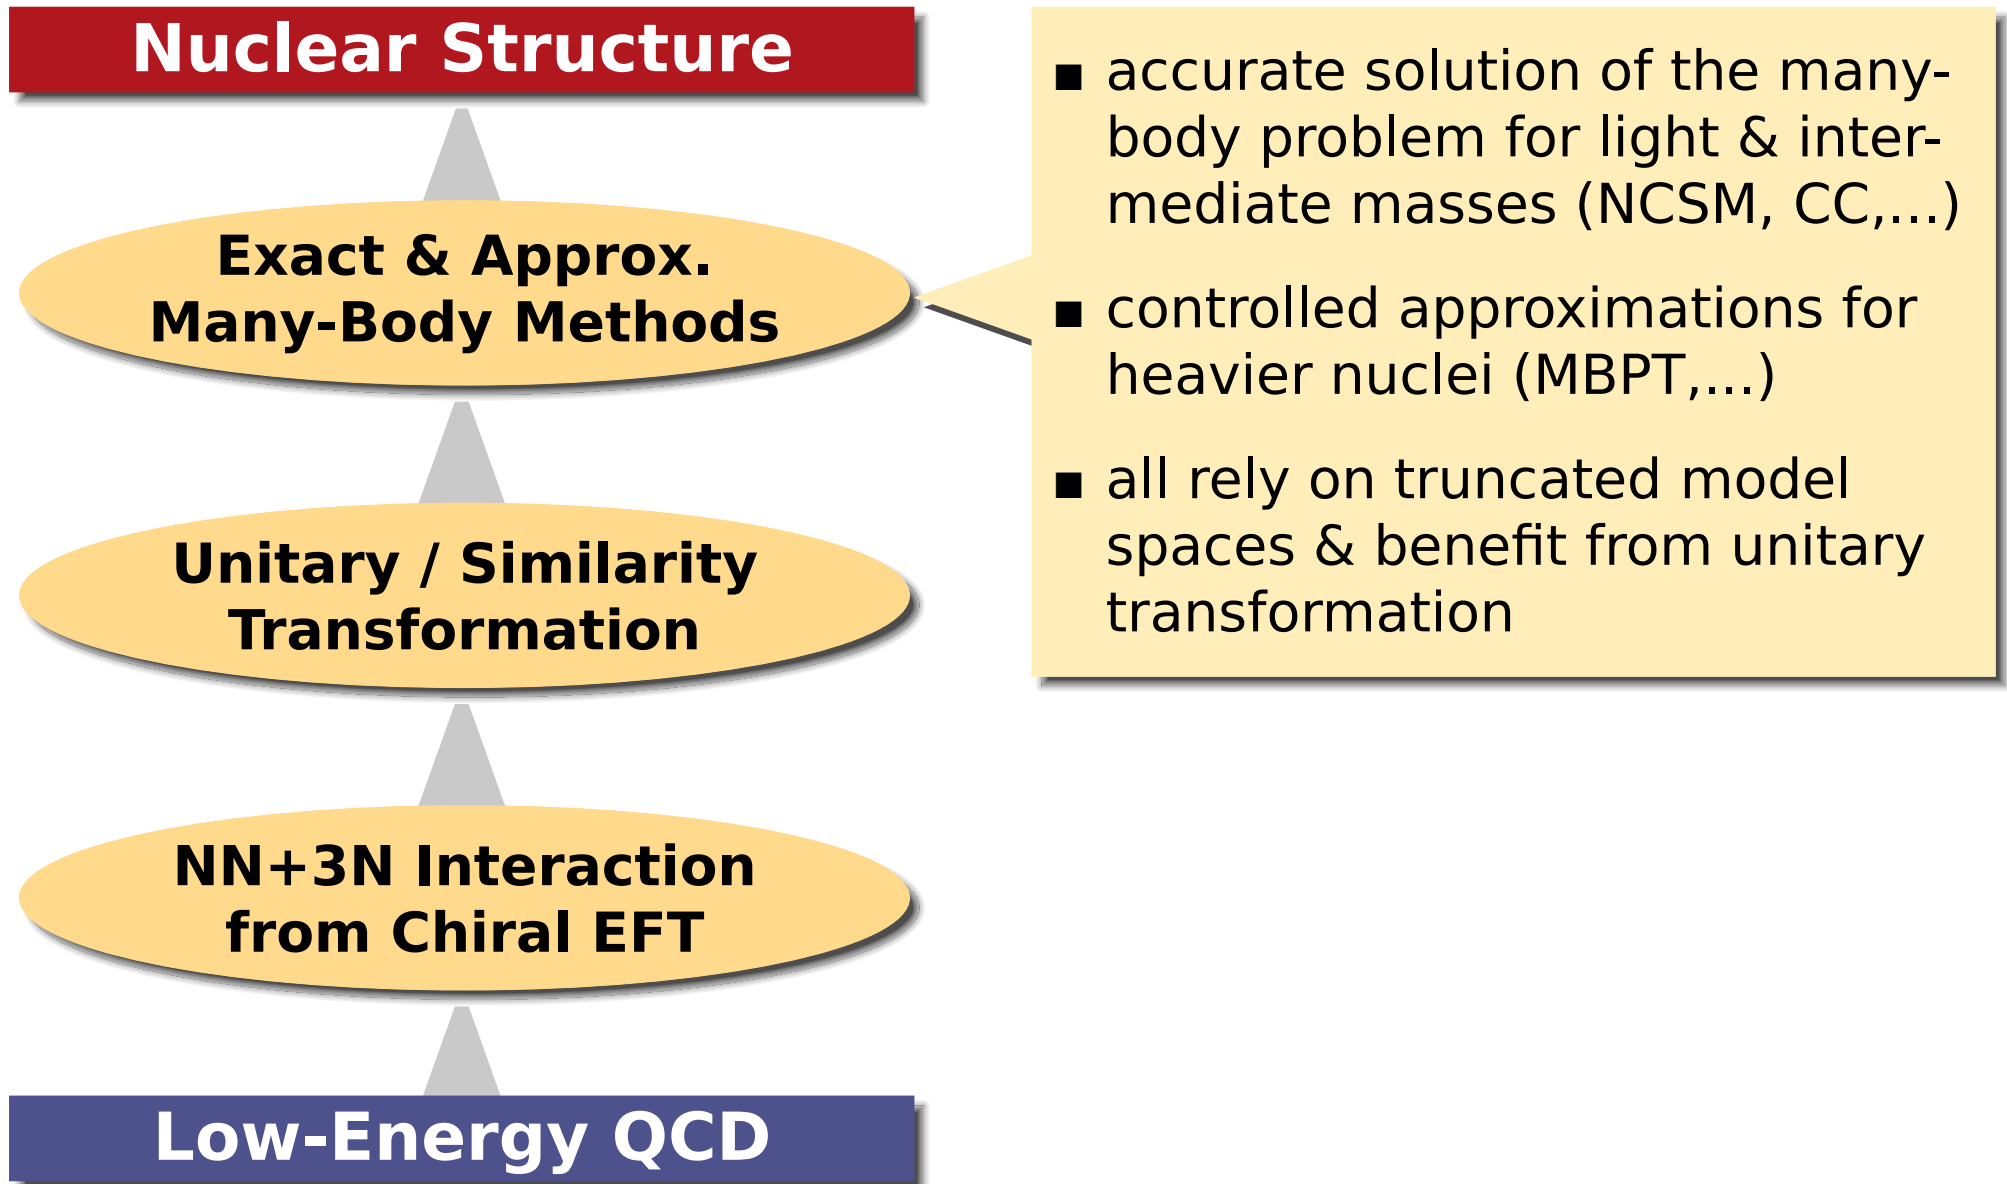 Nuclear Structure
Exact & Approx.
Many-Body Methods
Unitary / Similarity
Transformation
NN+3N Interaction
from Chiral EFT
Low-Energy QCD
▪ accurate solution of the many-
body problem for light & inter-
mediate masses (NCSM, CC,...)
▪ controlled approximations for
heavier nuclei (MBPT,...)
▪ all rely on truncated model
spaces & benefit from unitary
transformation